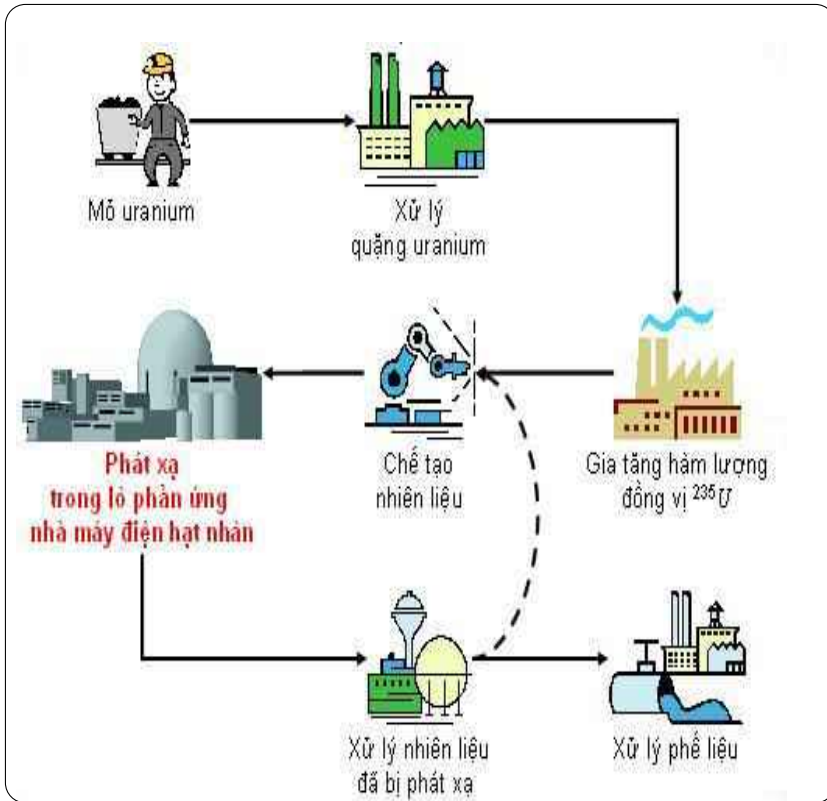 Mỏ uranium
Xử lý
quặng uranium
Gia tăng hàm lượng
đồng vị ²³⁵U
Chế tạo
nhiên liệu
Phát xạ
trong lò phản ứng
nhà máy điện hạt nhân
Xử lý nhiên liệu
đã bị phát xạ
Xử lý phế liệu